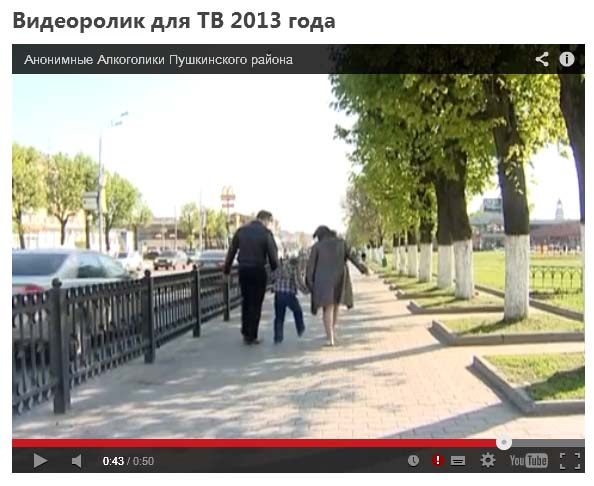 Видеоролик для ТВ 2013 года
Анонимные Алкоголики Пушкинского района
0:43 / 0:50
YouTube